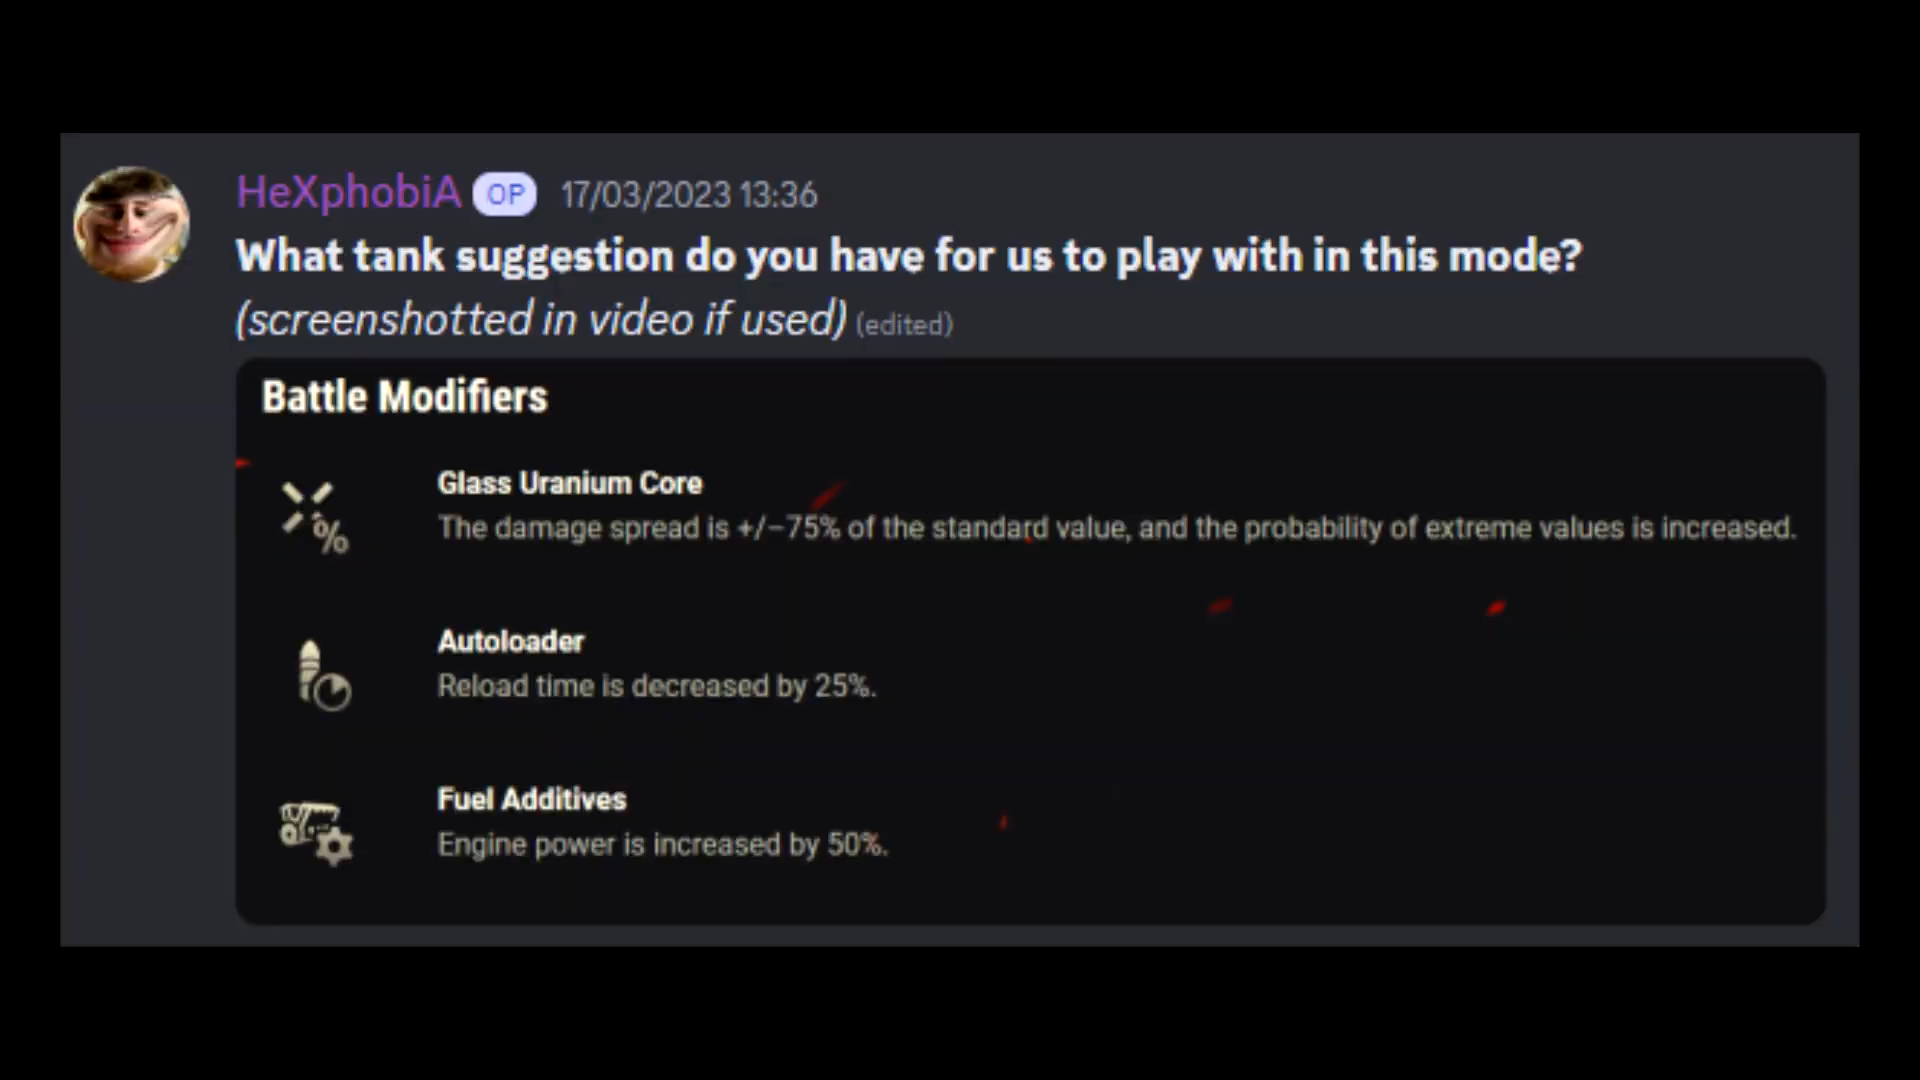 HeXphobiA OP 17/03/2023 13:36
What tank suggestion do you have for us to play with in this mode?
(screenshotted in video if used) (edited)
Battle Modifiers
Glass Uranium Core
The damage spread is +/−75% of the standard value, and the probability of extreme values is increased.
%
Autoloader
Reload time is decreased by 25%.
Fuel Additives
Engine power is increased by 50%.